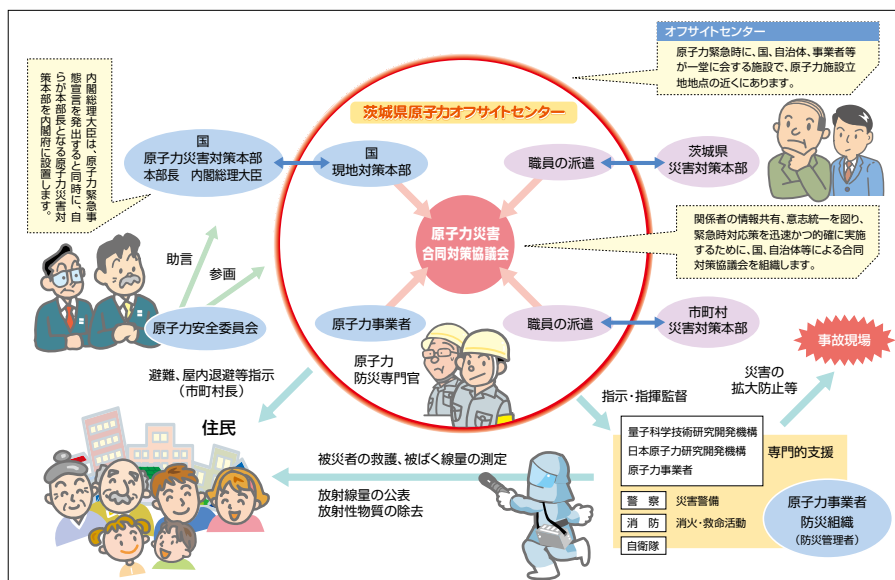 オフサイトセンター
原子力緊急時に、国、自治体、事業者等
が一堂に会する施設で、原子力施設立
地地点の近くにあります。
茨城県原子力オフサイトセンター
内閣総理大臣は、原子力緊急事
態宣言を発出すると同時に、自
らが本部長となる原子力災害対
策本部を内閣府に設置します。
国
原子力災害対策本部
本部長　内閣総理大臣
国
現地対策本部
職員の派遣
茨城県
災害対策本部
原子力災害
合同対策協議会
関係者の情報共有、意志統一を図り、
緊急時対応策を迅速かつ的確に実施
するために、国、自治体等による合同
対策協議会を組織します。
助言
参画
原子力安全委員会
原子力事業者
職員の派遣
市町村
災害対策本部
事故現場
原子力
防災専門官
避難、屋内退避等指示
（市町村長）
指示・指揮監督
災害の
拡大防止等
住民
量子科学技術研究開発機構
日本原子力研究開発機構
原子力事業者
専門的支援
被災者の救護、被ばく線量の測定
放射線量の公表
放射性物質の除去
警　察　災害警備
消　防　消火・救命活動
自衛隊
原子力事業者
防災組織
（防災管理者）